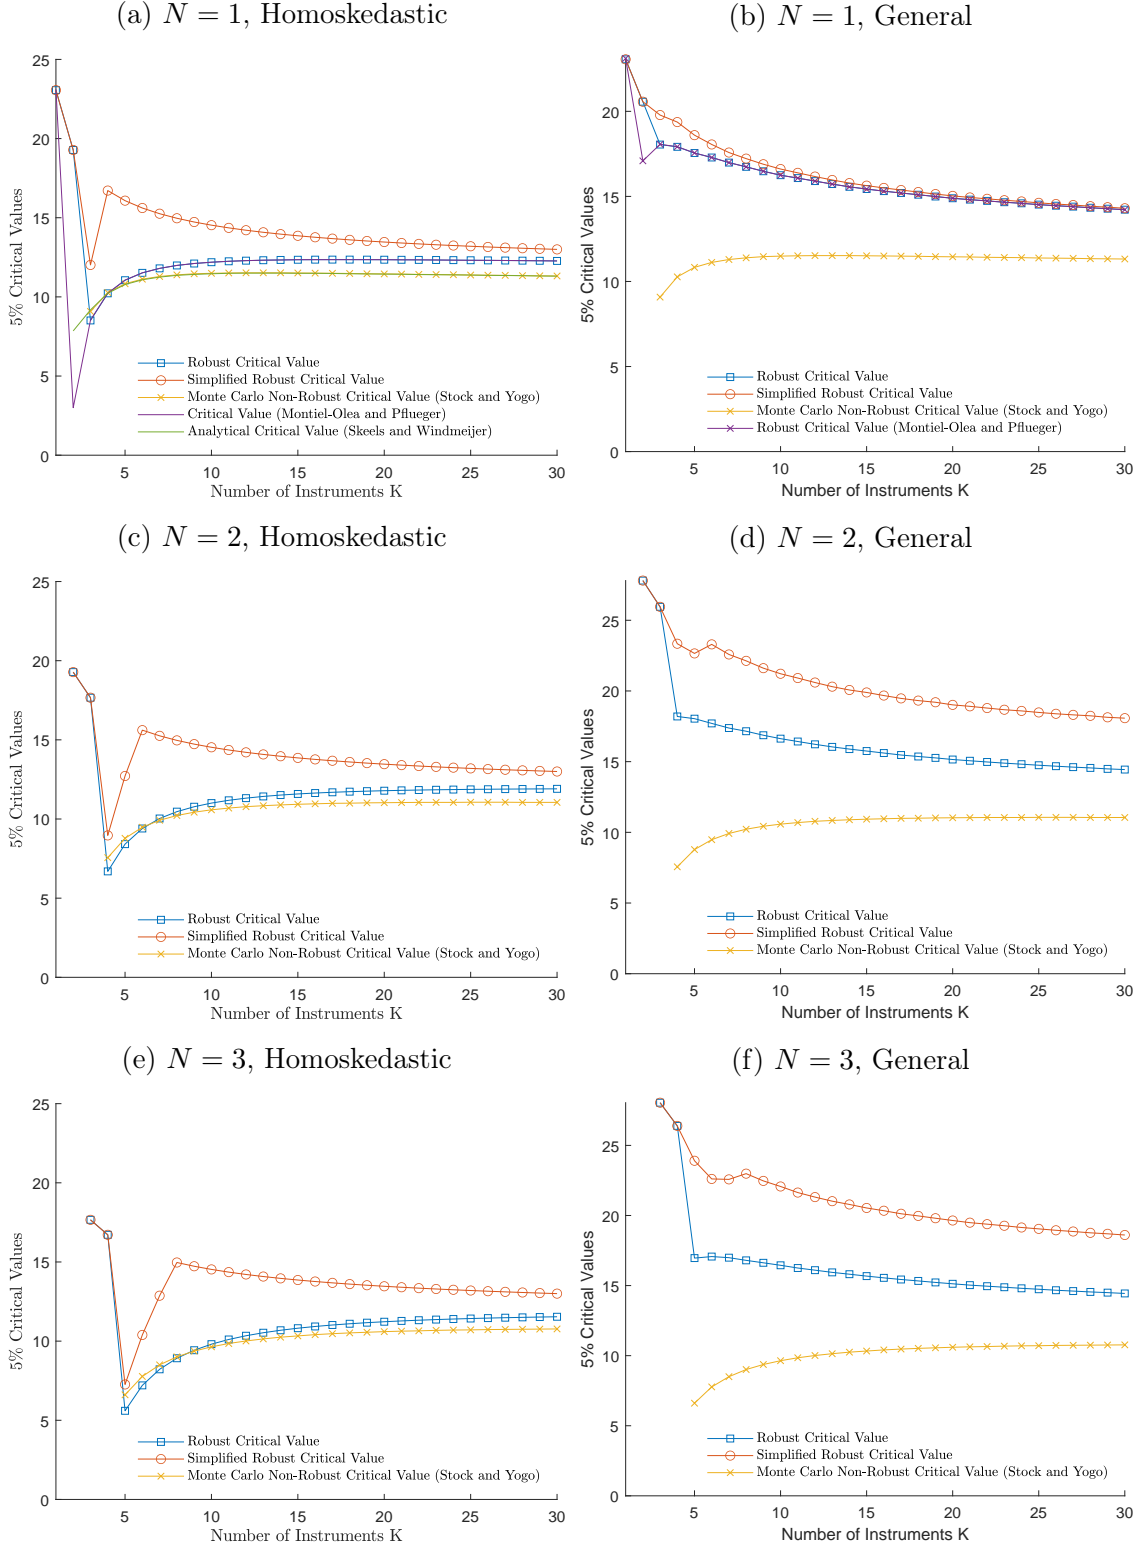 (a) N = 1, Homoskedastic
25
20
15
10
5
0
5% Critical Values
Robust Critical Value
Simplified Robust Critical Value
Monte Carlo Non-Robust Critical Value (Stock and Yogo)
Critical Value (Montiel-Olea and Pflueger)
Analytical Critical Value (Skeels and Windmeijer)
5 10 15 20 25 30
Number of Instruments K
(b) N = 1, General
20
15
10
5
0
5% Critical Values
Robust Critical Value
Simplified Robust Critical Value
Monte Carlo Non-Robust Critical Value (Stock and Yogo)
Robust Critical Value (Montiel-Olea and Pflueger)
5 10 15 20 25 30
Number of Instruments K
(c) N = 2, Homoskedastic
25
20
15
10
5
0
5% Critical Values
Robust Critical Value
Simplified Robust Critical Value
Monte Carlo Non-Robust Critical Value (Stock and Yogo)
5 10 15 20 25 30
Number of Instruments K
(d) N = 2, General
25
20
15
10
5
0
5% Critical Values
Robust Critical Value
Simplified Robust Critical Value
Monte Carlo Non-Robust Critical Value (Stock and Yogo)
5 10 15 20 25 30
Number of Instruments K
(e) N = 3, Homoskedastic
25
20
15
10
5
0
5% Critical Values
Robust Critical Value
Simplified Robust Critical Value
Monte Carlo Non-Robust Critical Value (Stock and Yogo)
5 10 15 20 25 30
Number of Instruments K
(f) N = 3, General
25
20
15
10
5
0
5% Critical Values
Robust Critical Value
Simplified Robust Critical Value
Monte Carlo Non-Robust Critical Value (Stock and Yogo)
5 10 15 20 25 30
Number of Instruments K